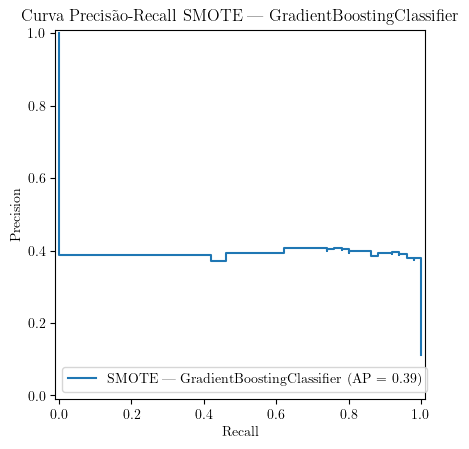 Curva Precisão-Recall SMOTE — GradientBoostingClassifier
1.0
0.8
0.6
0.4
0.2
0.0
Precision
SMOTE — GradientBoostingClassifier (AP = 0.39)
0.0 0.2 0.4 0.6 0.8 1.0
Recall